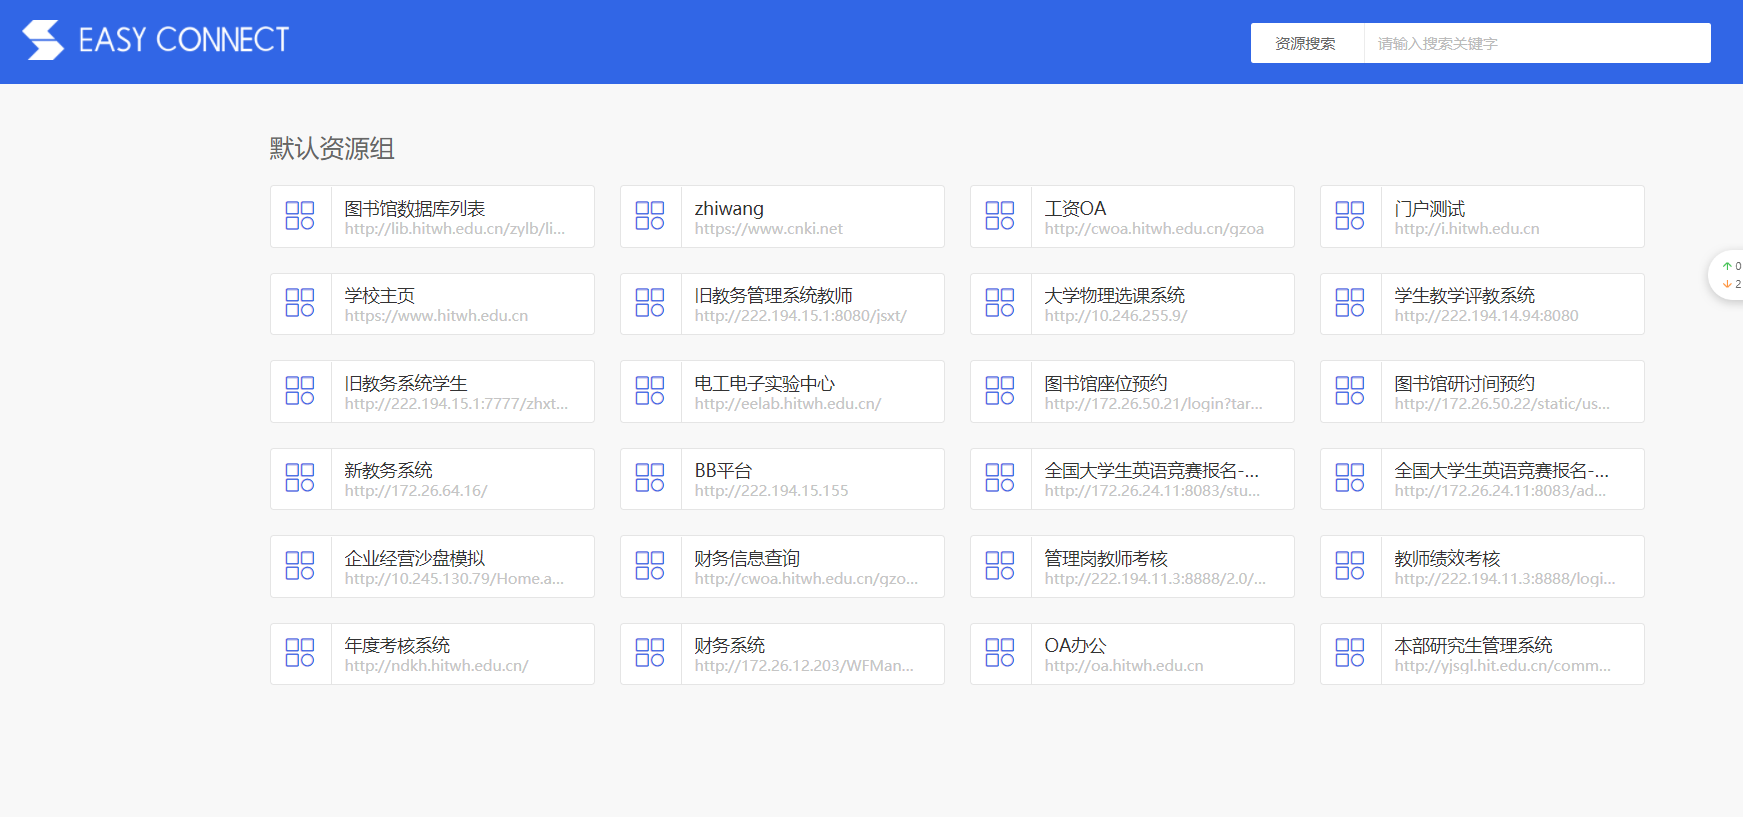 EASY CONNECT
资源搜索
请输入搜索关键字
默认资源组
图书馆数据库列表
http://lib.hitwh.edu.cn/zylb/li...
zhiwang
https://www.cnki.net
工资OA
http://cwoa.hitwh.edu.cn/gzoa
门户测试
http://i.hitwh.edu.cn
学校主页
https://www.hitwh.edu.cn
旧教务管理系统教师
http://222.194.15.1:8080/jsxt/
大学物理选课系统
http://10.246.255.9/
学生教学评教系统
http://222.194.14.94:8080
旧教务系统学生
http://222.194.15.1:7777/zhxt...
电工电子实验中心
http://eelab.hitwh.edu.cn/
图书馆座位预约
http://172.26.50.21/login?tar...
图书馆研讨间预约
http://172.26.50.22/static/us...
新教务系统
http://172.26.64.16/
BB平台
http://222.194.15.155
全国大学生英语竞赛报名-...
http://172.26.24.11:8083/stu...
全国大学生英语竞赛报名-...
http://172.26.24.11:8083/ad...
企业经营沙盘模拟
http://10.245.130.79/Home.a...
财务信息查询
http://cwoa.hitwh.edu.cn/gzo...
管理岗教师考核
http://222.194.11.3:8888/2.0/...
教师绩效考核
http://222.194.11.3:8888/logi...
年度考核系统
http://ndkh.hitwh.edu.cn/
财务系统
http://172.26.12.203/WFMan...
OA办公
http://oa.hitwh.edu.cn
本部研究生管理系统
http://yjsgl.hit.edu.cn/comm...
↑ 0
↓ 2